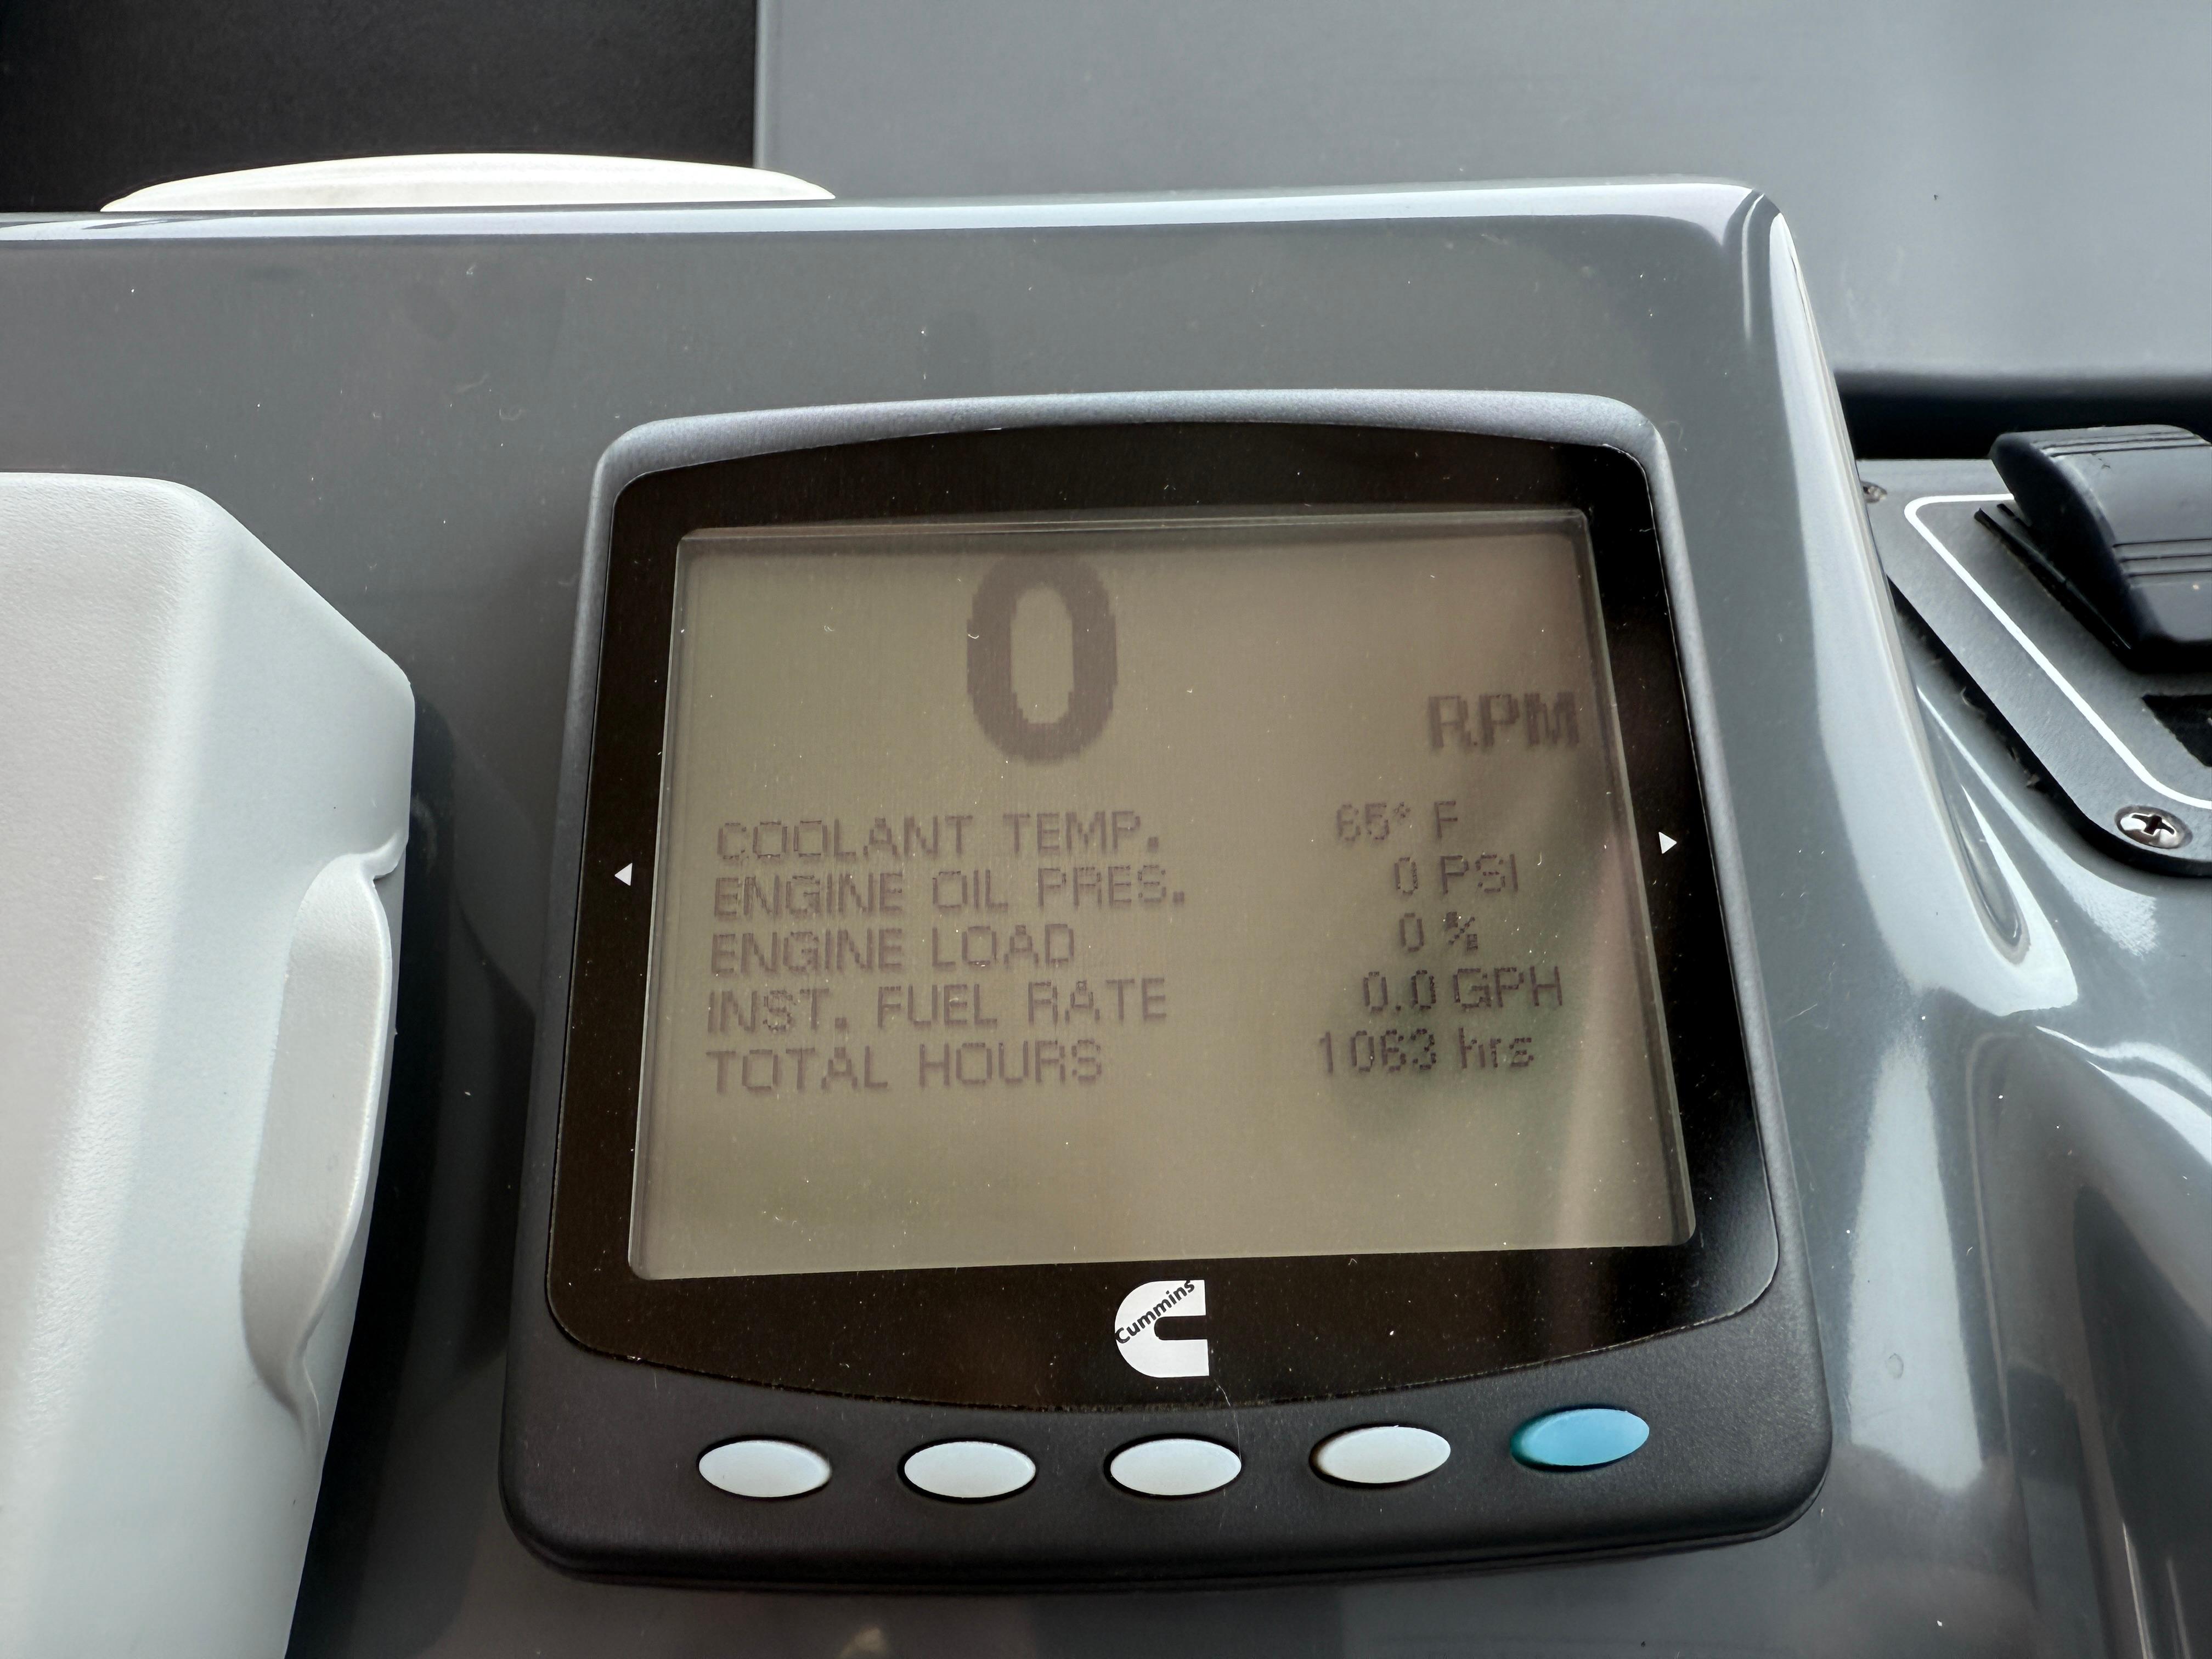 0
RPM
COOLANT TEMP. 65° F
ENGINE OIL PRES. 0 PSI
ENGINE LOAD 0 %
INST. FUEL RATE 0.0 GPH
TOTAL HOURS 1063 hrs
Cummins